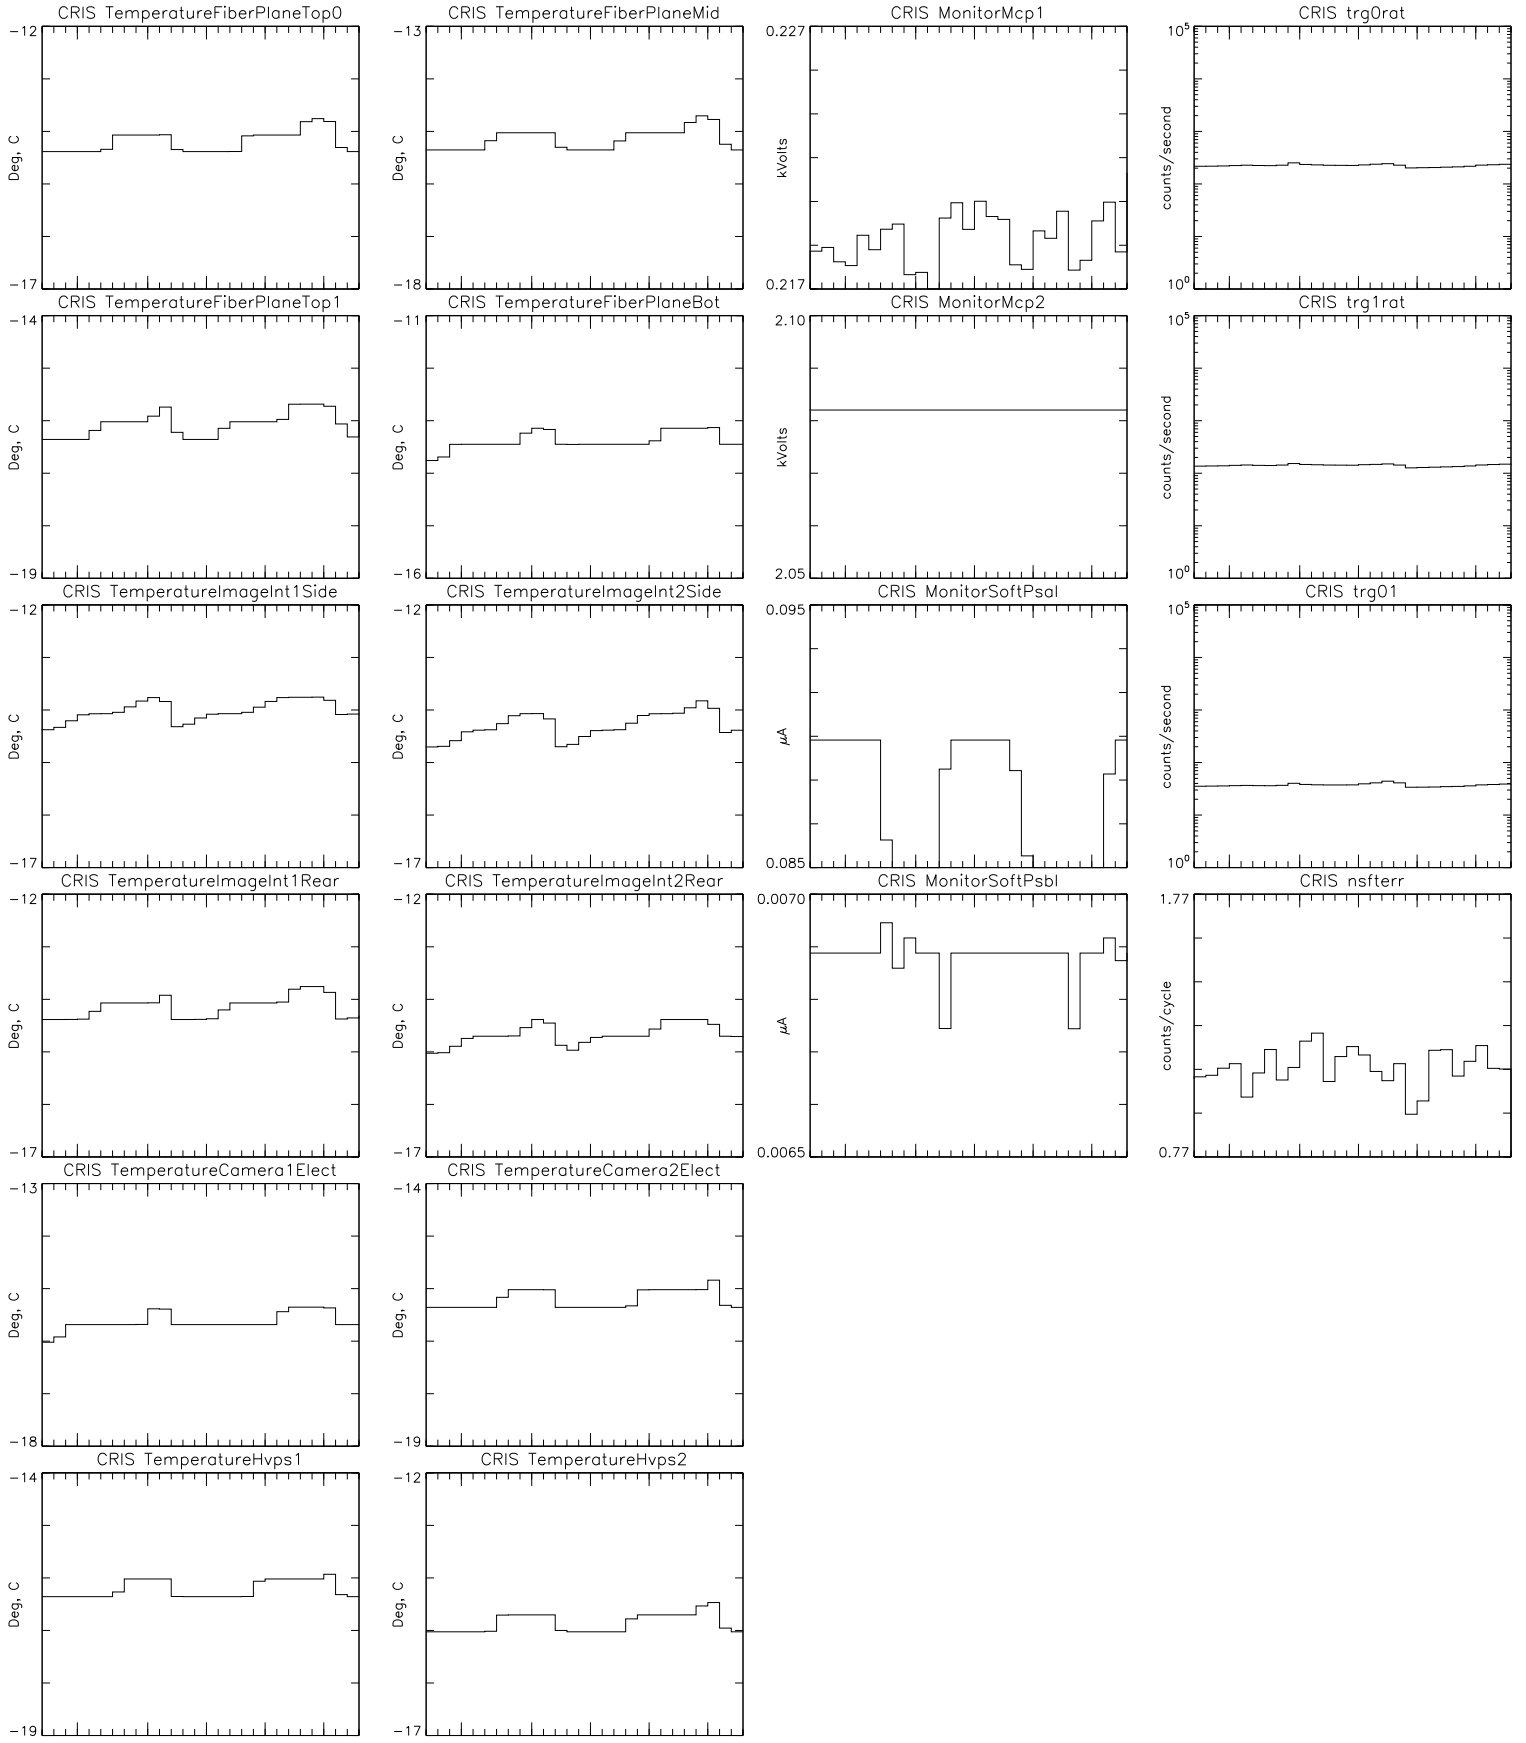 CRIS TemperatureFiberPlaneTop0
-12
Deg, C
-17
CRIS TemperatureFiberPlaneMid
-13
Deg, C
-18
CRIS MonitorMcp1
0.227
kVolts
0.217
CRIS trg0rat
10⁵
counts/second
10⁰
CRIS TemperatureFiberPlaneTop1
-14
Deg, C
-19
CRIS TemperatureFiberPlaneBot
-11
Deg, C
-16
CRIS MonitorMcp2
2.10
kVolts
2.05
CRIS trg1rat
10⁵
counts/second
10⁰
CRIS TemperatureImageInt1Side
-12
Deg, C
-17
CRIS TemperatureImageInt2Side
-12
Deg, C
-17
CRIS MonitorSoftPsaI
0.095
μA
0.085
CRIS trg01
10⁵
counts/second
10⁰
CRIS TemperatureImageInt1Rear
-12
Deg, C
-17
CRIS TemperatureImageInt2Rear
-12
Deg, C
-17
CRIS MonitorSoftPsbI
0.0070
μA
0.0065
CRIS nsfterr
1.77
counts/cycle
0.77
CRIS TemperatureCamera1Elect
-13
Deg, C
-18
CRIS TemperatureCamera2Elect
-14
Deg, C
-19
CRIS TemperatureHvps1
-14
Deg, C
-19
CRIS TemperatureHvps2
-12
Deg, C
-17